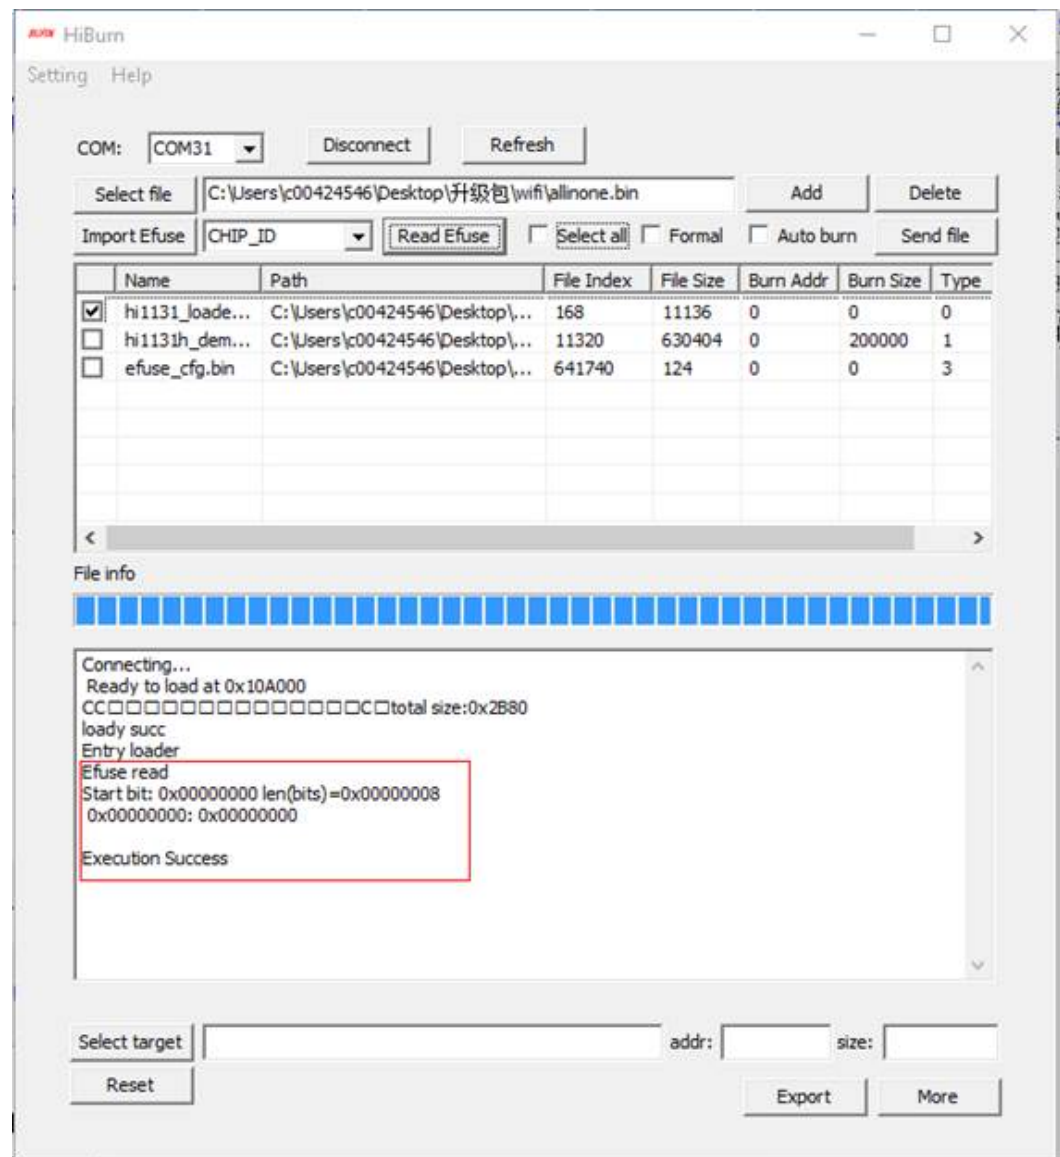 HiBurn
Setting Help
COM: COM31 Disconnect Refresh
Select file C:\Users\c00424546\Desktop\升级包\wifi\allinone.bin Add Delete
Import Efuse CHIP_ID Read Efuse Select all Formal Auto burn Send file
Name Path File Index File Size Burn Addr Burn Size Type
hi1131_loade... C:\Users\c00424546\Desktop\... 168 11136 0 0 0
hi1131h_dem... C:\Users\c00424546\Desktop\... 11320 630404 0 200000 1
efuse_cfg.bin C:\Users\c00424546\Desktop\... 641740 124 0 0 3
File info
Connecting...
Ready to load at 0x10A000
CC□□□□□□□□□□□□□□C□total size:0x2B80
loady succ
Entry loader
Efuse read
Start bit: 0x00000000 len(bits)=0x00000008
0x00000000: 0x00000000
Execution Success
Select target addr: size:
Reset
Export More